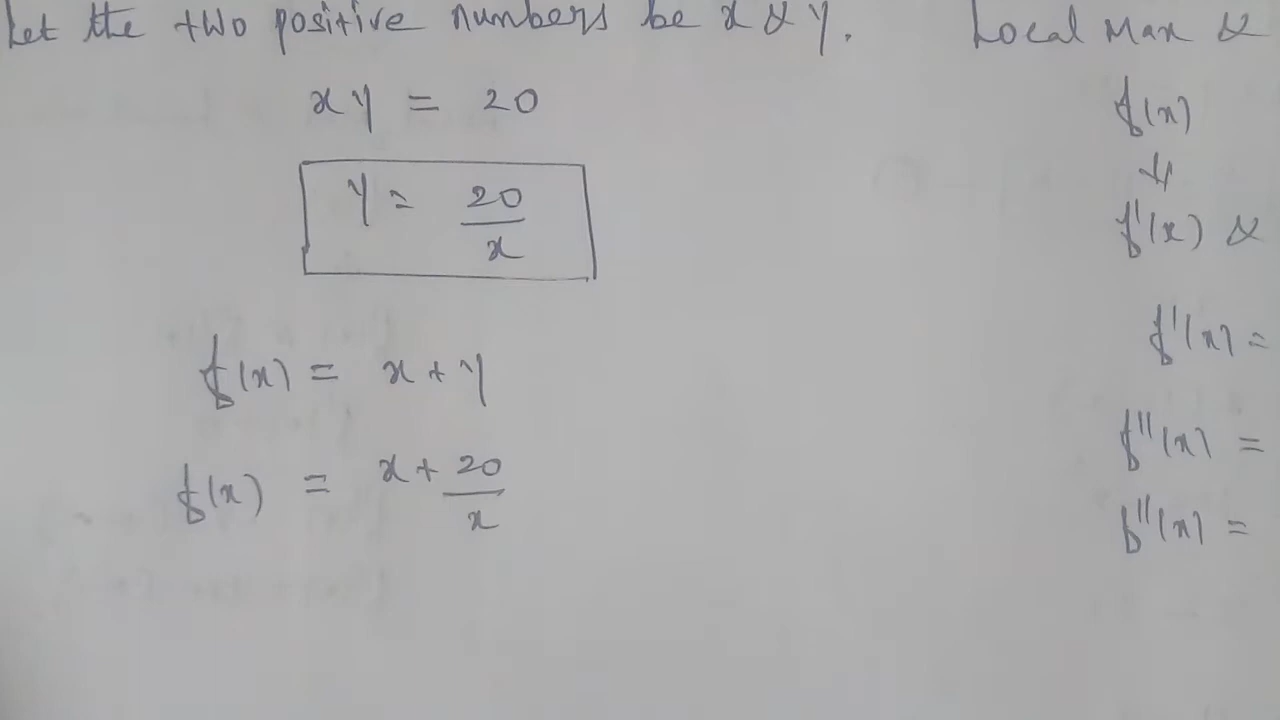 Let the two positive numbers be x & y.
xy = 20
y = 20/x
f(x) = x + y
f(x) = x + 20/x
Local Max &
f(x)
↓
f'(x) &
f'(x) =
f''(x) =
f''(x) =